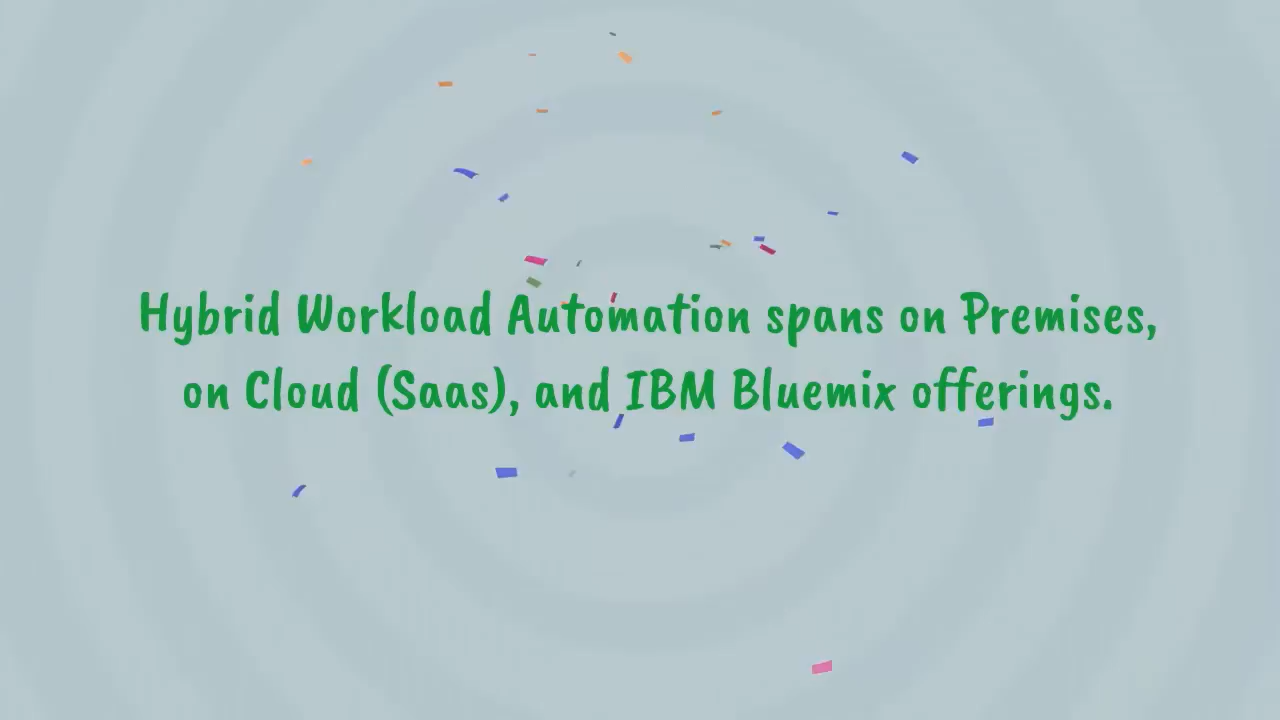 Hybrid Workload Automation spans on Premises,
on Cloud (Saas), and IBM Bluemix offerings.